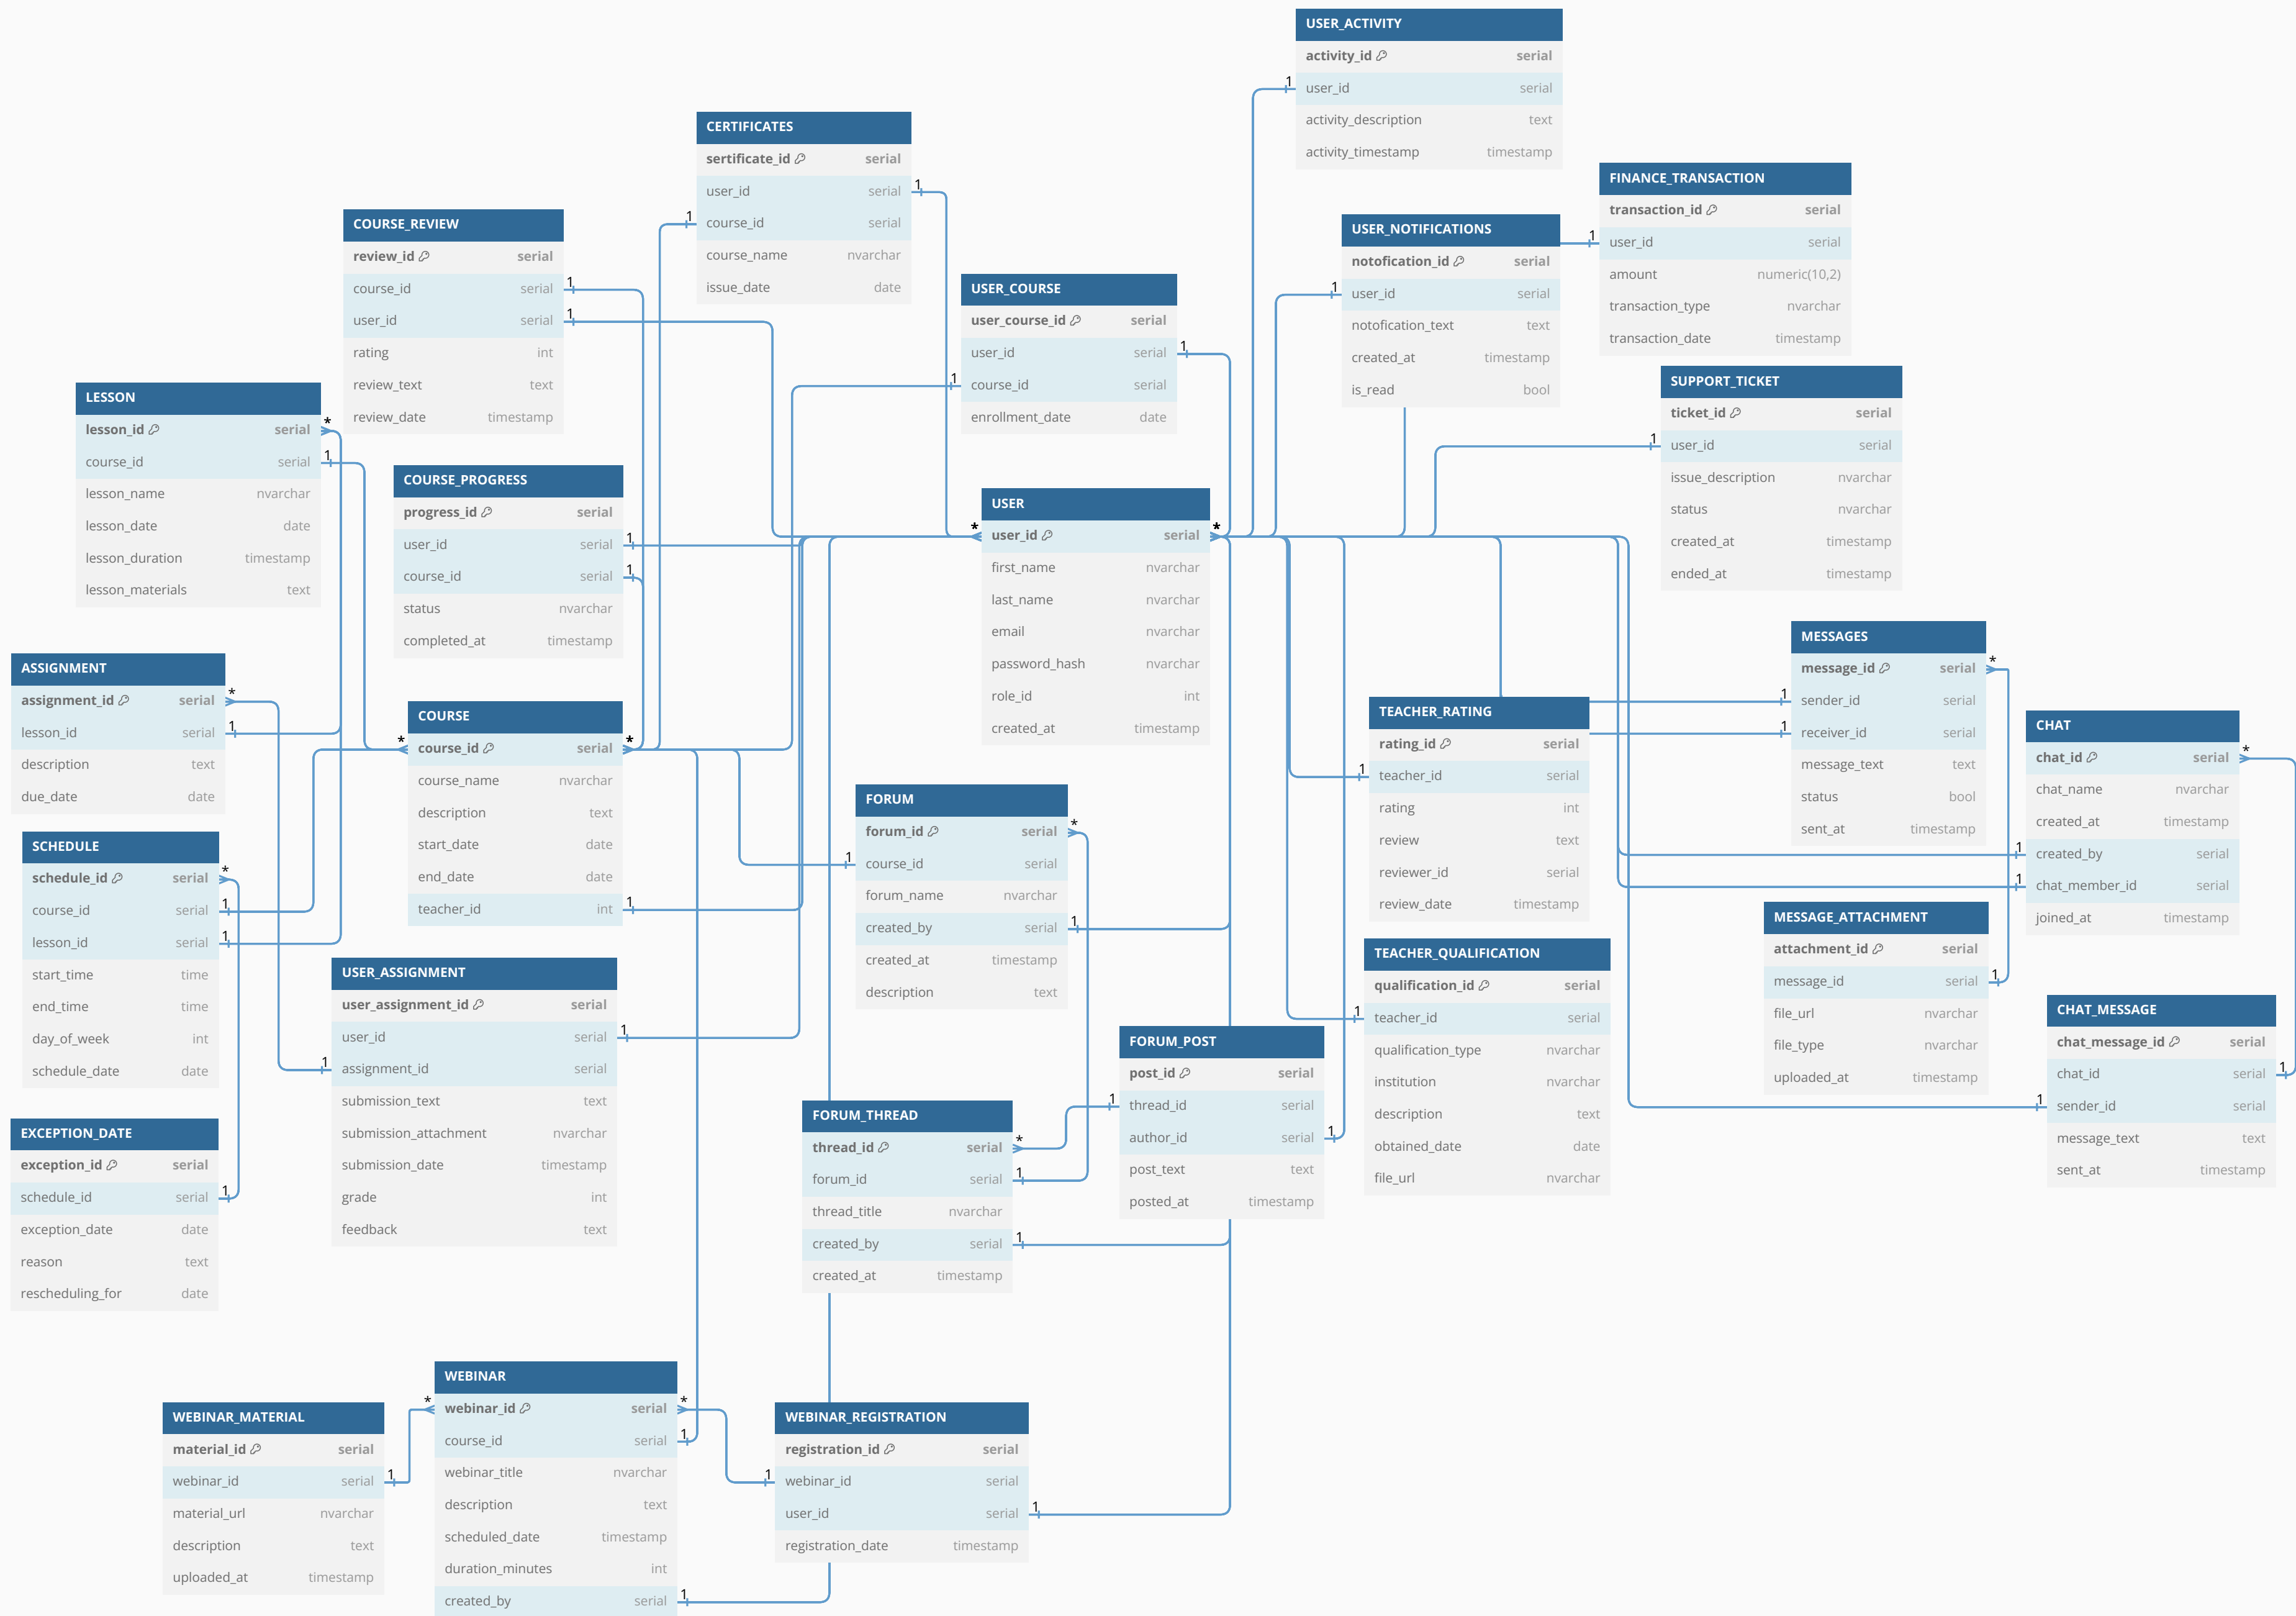 USER_ACTIVITY
activity_id serial
user_id serial
activity_description text
activity_timestamp timestamp
CERTIFICATES
sertificate_id serial
user_id serial
course_id serial
course_name nvarchar
issue_date date
FINANCE_TRANSACTION
transaction_id serial
user_id serial
amount numeric(10,2)
transaction_type nvarchar
transaction_date timestamp
COURSE_REVIEW
review_id serial
course_id serial
user_id serial
rating int
review_text text
review_date timestamp
USER_NOTIFICATIONS
notofication_id serial
user_id serial
notofication_text text
created_at timestamp
is_read bool
USER_COURSE
user_course_id serial
user_id serial
course_id serial
enrollment_date date
SUPPORT_TICKET
ticket_id serial
user_id serial
issue_description nvarchar
status nvarchar
created_at timestamp
ended_at timestamp
LESSON
lesson_id serial
course_id serial
lesson_name nvarchar
lesson_date date
lesson_duration timestamp
lesson_materials text
COURSE_PROGRESS
progress_id serial
user_id serial
course_id serial
status nvarchar
completed_at timestamp
USER
user_id serial
first_name nvarchar
last_name nvarchar
email nvarchar
password_hash nvarchar
role_id int
created_at timestamp
MESSAGES
message_id serial
sender_id serial
receiver_id serial
message_text text
status bool
sent_at timestamp
ASSIGNMENT
assignment_id serial
lesson_id serial
description text
due_date date
COURSE
course_id serial
course_name nvarchar
description text
start_date date
end_date date
teacher_id int
TEACHER_RATING
rating_id serial
teacher_id serial
rating int
review text
reviewer_id serial
review_date timestamp
CHAT
chat_id serial
chat_name nvarchar
created_at timestamp
created_by serial
chat_member_id serial
joined_at timestamp
FORUM
forum_id serial
course_id serial
forum_name nvarchar
created_by serial
created_at timestamp
description text
SCHEDULE
schedule_id serial
course_id serial
lesson_id serial
start_time time
end_time time
day_of_week int
schedule_date date
MESSAGE_ATTACHMENT
attachment_id serial
message_id serial
file_url nvarchar
file_type nvarchar
uploaded_at timestamp
TEACHER_QUALIFICATION
qualification_id serial
teacher_id serial
qualification_type nvarchar
institution nvarchar
description text
obtained_date date
file_url nvarchar
USER_ASSIGNMENT
user_assignment_id serial
user_id serial
assignment_id serial
submission_text text
submission_attachment nvarchar
submission_date timestamp
grade int
feedback text
CHAT_MESSAGE
chat_message_id serial
chat_id serial
sender_id serial
message_text text
sent_at timestamp
FORUM_POST
post_id serial
thread_id serial
author_id serial
post_text text
posted_at timestamp
FORUM_THREAD
thread_id serial
forum_id serial
thread_title nvarchar
created_by serial
created_at timestamp
EXCEPTION_DATE
exception_id serial
schedule_id serial
exception_date date
reason text
rescheduling_for date
WEBINAR
webinar_id serial
course_id serial
webinar_title nvarchar
description text
scheduled_date timestamp
duration_minutes int
created_by serial
WEBINAR_MATERIAL
material_id serial
webinar_id serial
material_url nvarchar
description text
uploaded_at timestamp
WEBINAR_REGISTRATION
registration_id serial
webinar_id serial
user_id serial
registration_date timestamp